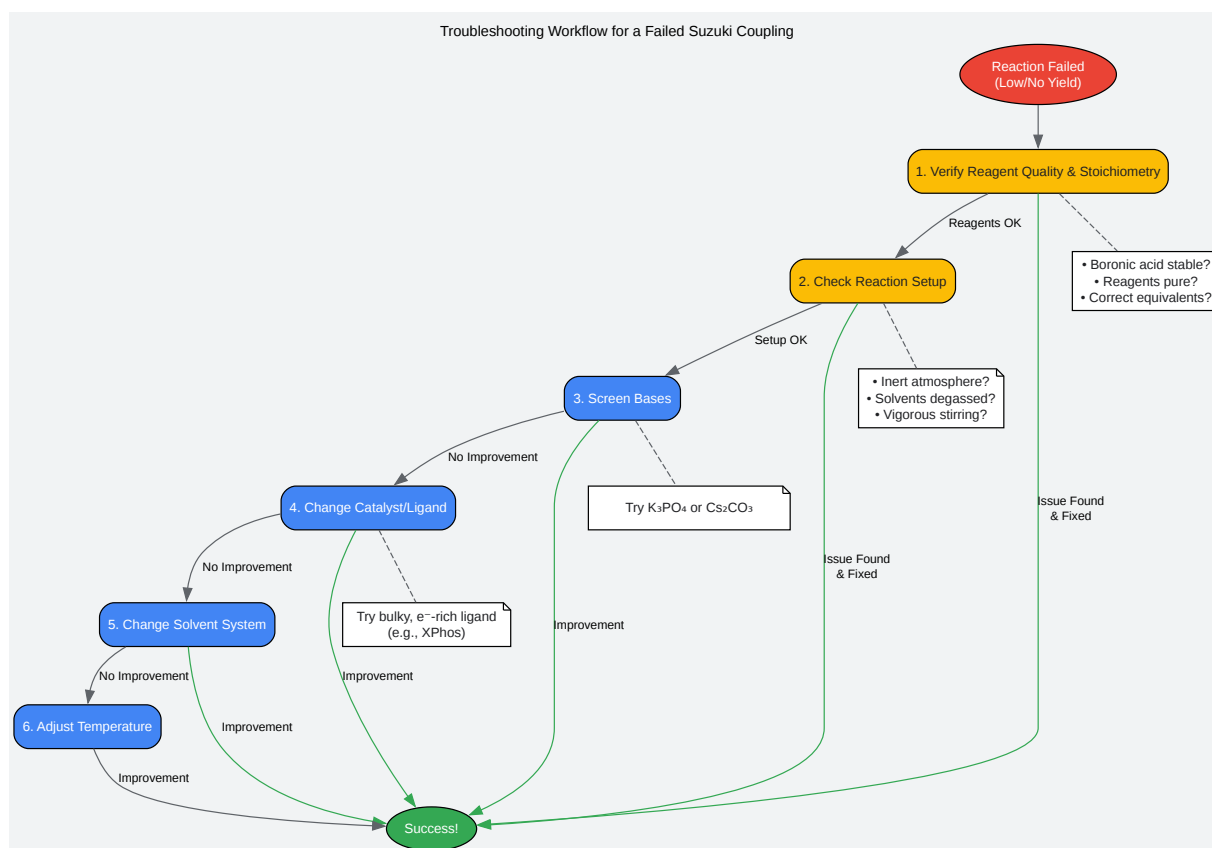 Troubleshooting Workflow for a Failed Suzuki Coupling
Reaction Failed
(Low/No Yield)
1. Verify Reagent Quality & Stoichiometry
Reagents OK
• Boronic acid stable?
• Reagents pure?
• Correct equivalents?
2. Check Reaction Setup
Setup OK
• Inert atmosphere?
• Solvents degassed?
• Vigorous stirring?
3. Screen Bases
No Improvement
Try K₃PO₄ or Cs₂CO₃
4. Change Catalyst/Ligand
Issue Found
& Fixed
Issue Found
& Fixed
No Improvement
Try bulky, e⁻-rich ligand
(e.g., XPhos)
5. Change Solvent System
Improvement
No Improvement
Improvement
6. Adjust Temperature
Improvement
Improvement
Success!